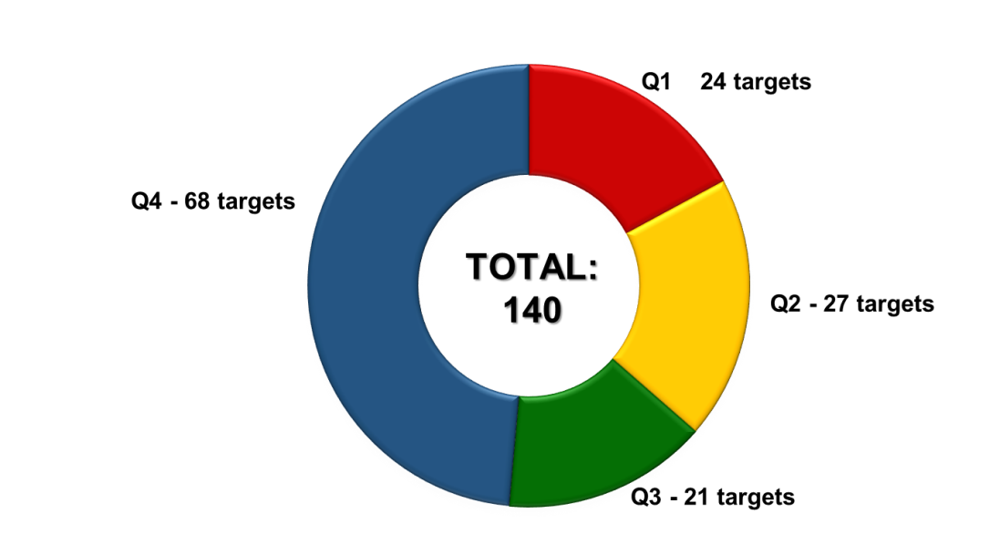 Q1 24 targets
Q4 - 68 targets
TOTAL:
140
Q2 - 27 targets
Q3 - 21 targets